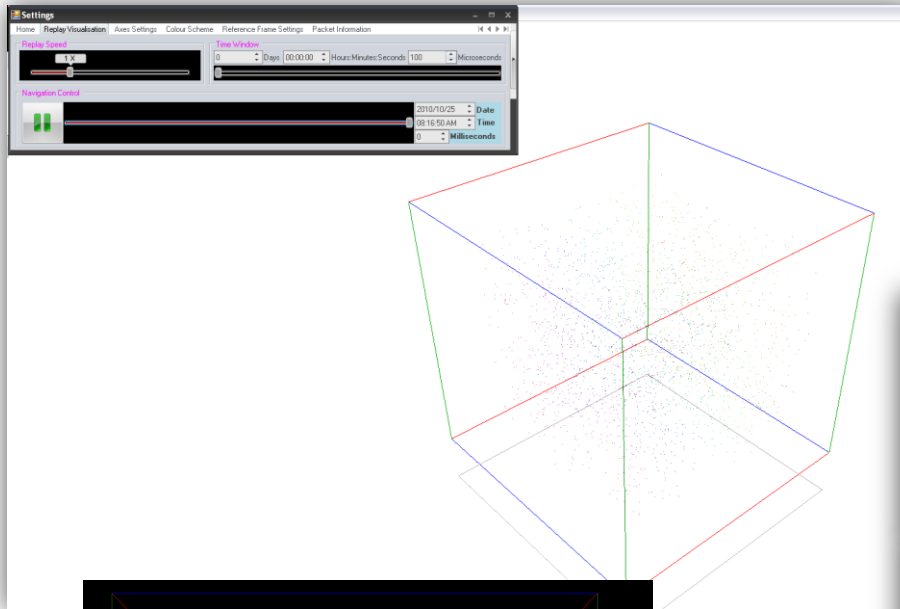 Settings
Home Replay Visualisation Axes Settings Colour Scheme Reference Frame Settings Packet Information
Replay Speed
1 X
Time Window
0 Days 00:00:00 Hours:Minutes:Seconds 100 Microseconds
Navigation Control
2010/10/25 Date
08:16:50 AM Time
0 Milliseconds